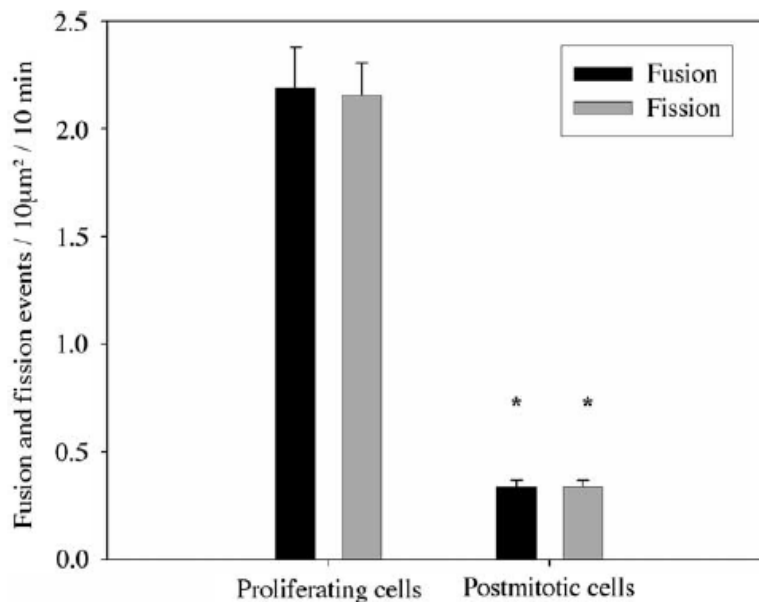 2.5
Fusion
Fission
2.0
1.5
1.0
0.5
0.0
* *
Fusion and fission events / 10μm² / 10 min
Proliferating cells Postmitotic cells